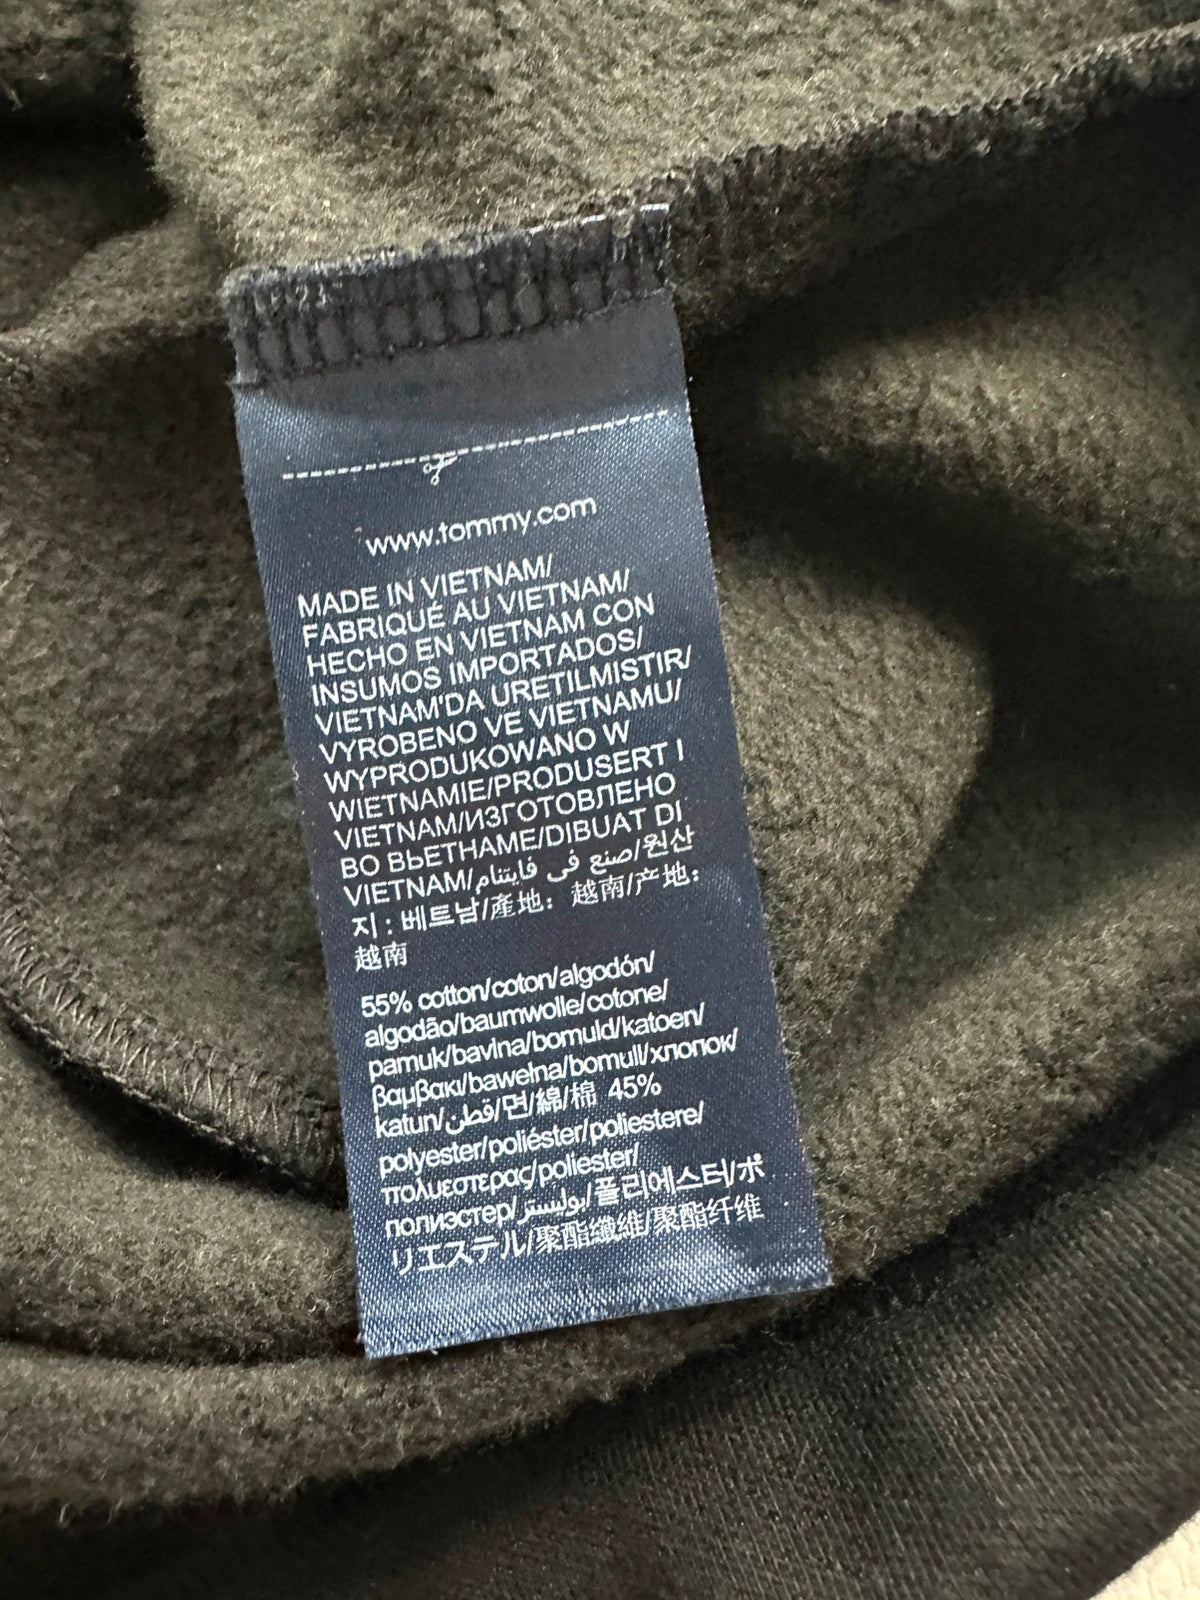 www.tommy.com
MADE IN VIETNAM/
FABRIQUÉ AU VIETNAM/
HECHO EN VIETNAM CON
INSUMOS IMPORTADOS/
VIETNAM'DA URETILMISTIR/
VYROBENO VE VIETNAMU/
WYPRODUKOWANO W
WIETNAMIE/PRODUSERT I
VIETNAM/ИЗГОТОВЛЕНО
ВО ВЬЕТНАМЕ/DIBUAT DI
VIETNAM/صنع في فايتنام/원산
지 : 베트남/產地: 越南/产地:
越南
55% cotton/coton/algodón/
algodão/baumwolle/cotone/
pamuk/bavlna/bomuld/katoen/
βαμβακι/bawełna/bomull/хлопок/
katun/قطن/면/綿/棉 45%
polyester/poliéster/poliestere/
πολυεστερας/poliester/
полиэстер/بوليستر/폴리에스터/ポ
リエステル/聚酯纖維/聚酯纤维